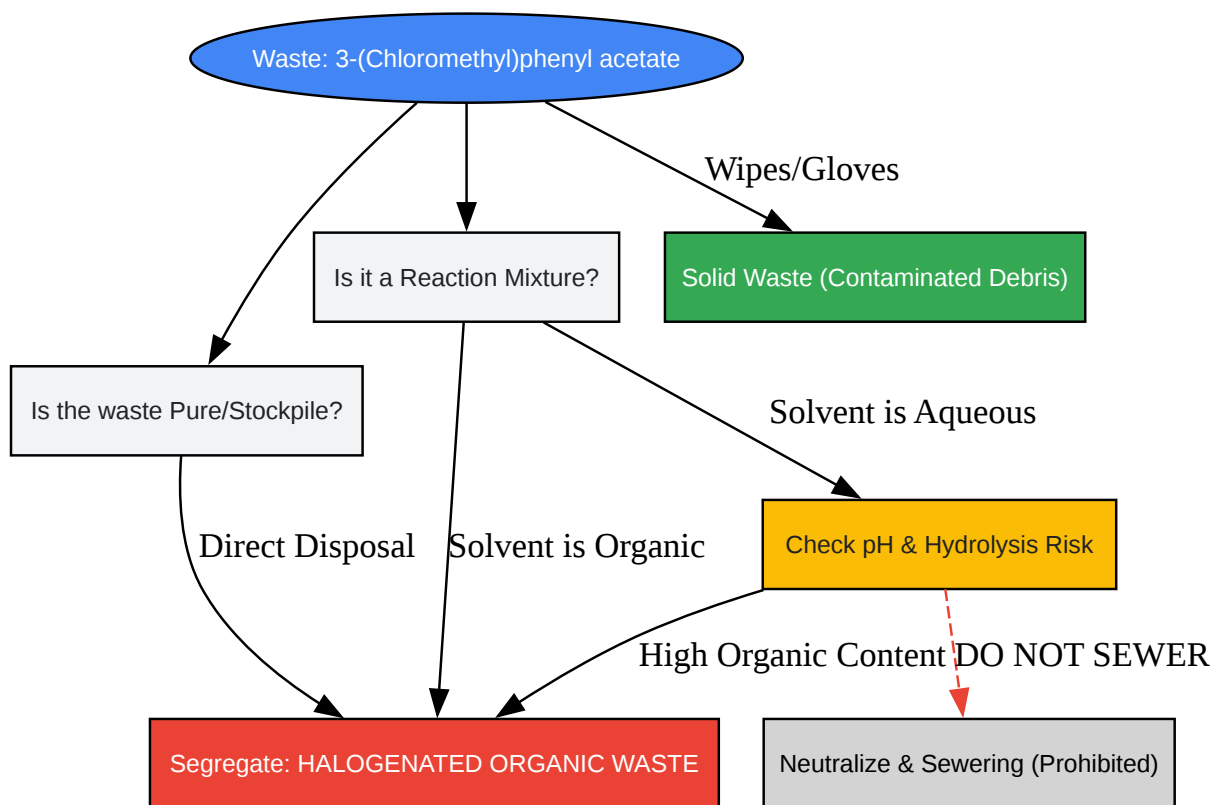 Waste: 3-(Chloromethyl)phenyl acetate
Wipes/Gloves
Is it a Reaction Mixture?
Solid Waste (Contaminated Debris)
Is the waste Pure/Stockpile?
Solvent is Aqueous
Direct Disposal
Solvent is Organic
Check pH & Hydrolysis Risk
High Organic Content
DO NOT SEWER
Segregate: HALOGENATED ORGANIC WASTE
Neutralize & Sewering (Prohibited)